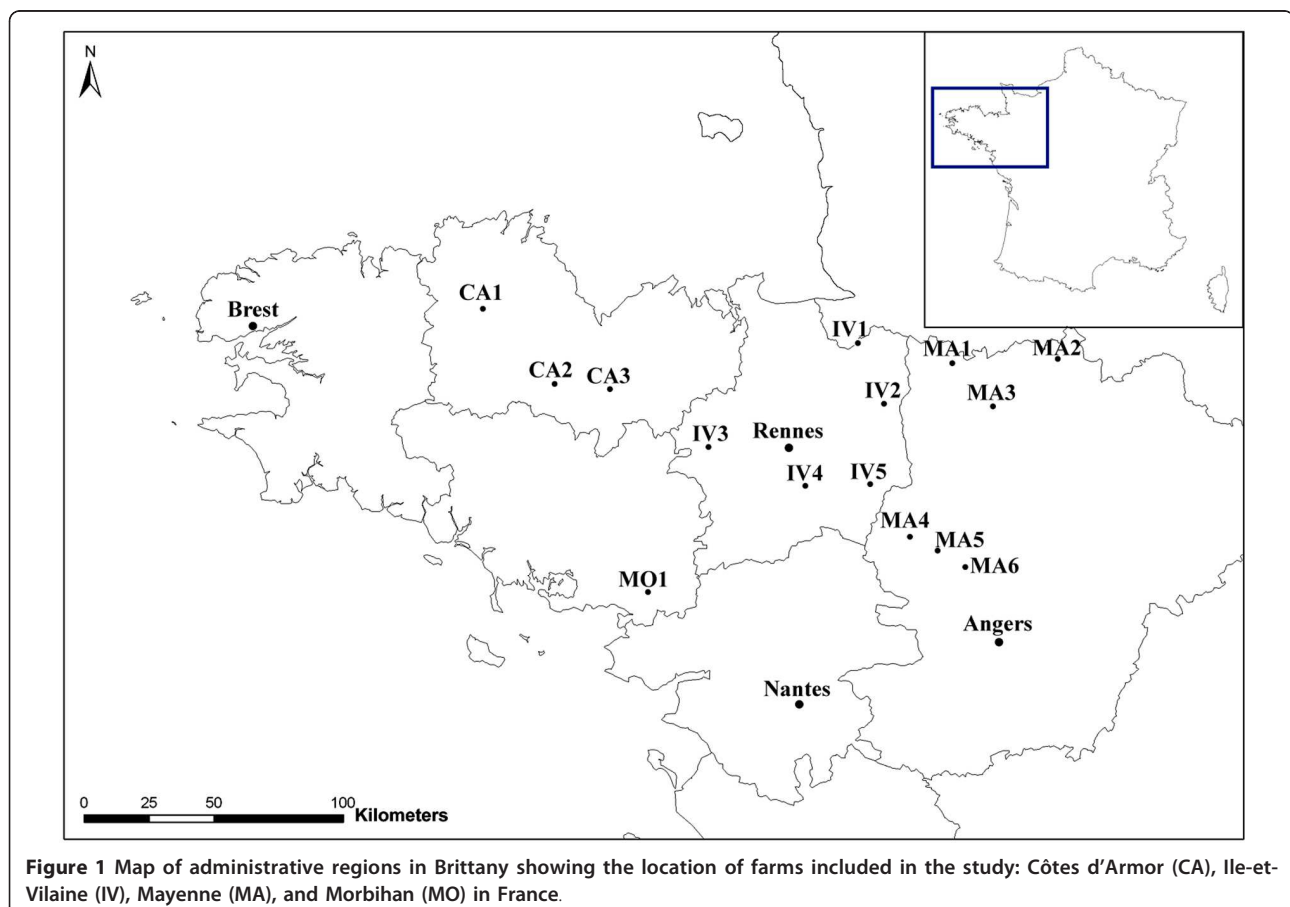 N
CA1
Brest
IV1
MA1
MA2
CA2
CA3
IV2
MA3
IV3
Rennes
IV4
IV5
MA4
MA5
MA6
MO1
Angers
Nantes
0 25 50 100
Kilometers
Figure 1 Map of administrative regions in Brittany showing the location of farms included in the study: Côtes d'Armor (CA), Ile-et-
Vilaine (IV), Mayenne (MA), and Morbihan (MO) in France.